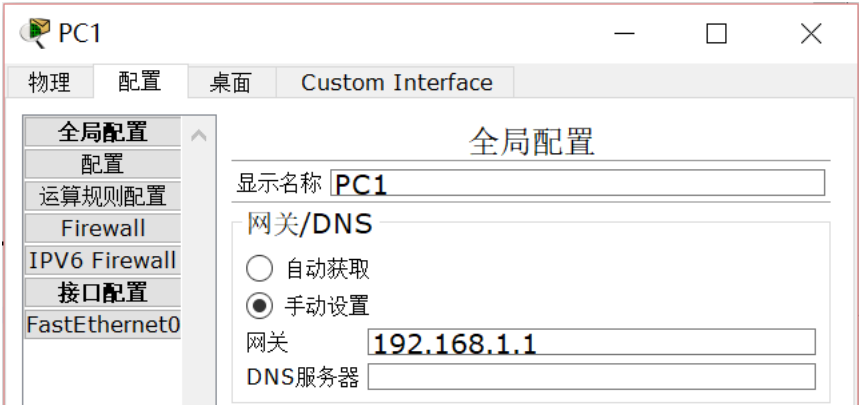 PC1
物理 配置 桌面 Custom Interface
全局配置
配置
运算规则配置
Firewall
IPV6 Firewall
接口配置
FastEthernet0
全局配置
显示名称 PC1
网关/DNS
自动获取
手动设置
网关 192.168.1.1
DNS服务器